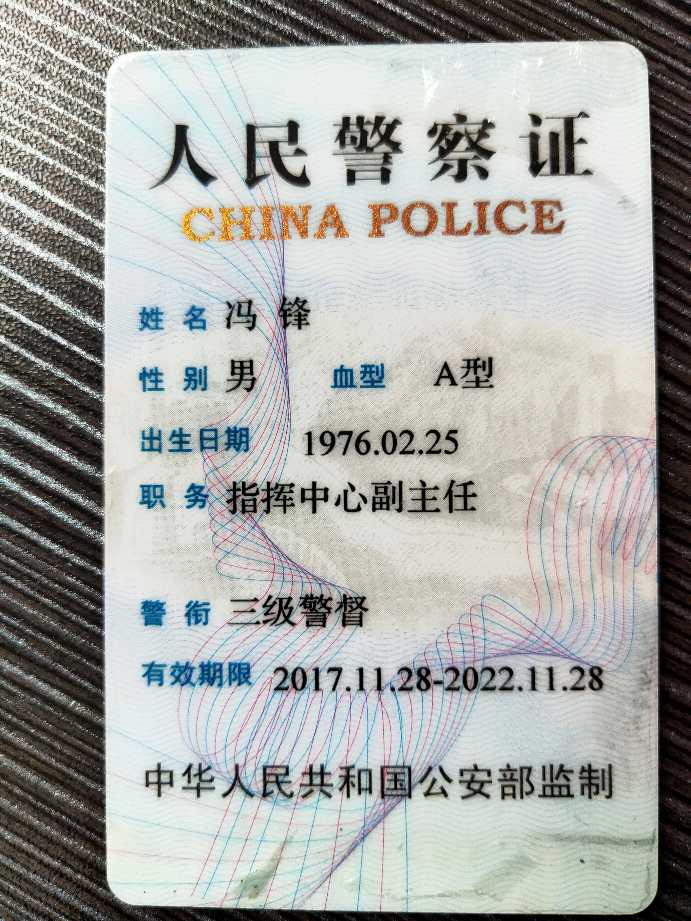 人民警察证
CHINA POLICE
姓 名 冯 锋
性 别 男 血型 A型
出生日期 1976.02.25
职 务 指挥中心副主任
警 衔 三级警督
有效期限 2017.11.28-2022.11.28
中华人民共和国公安部监制